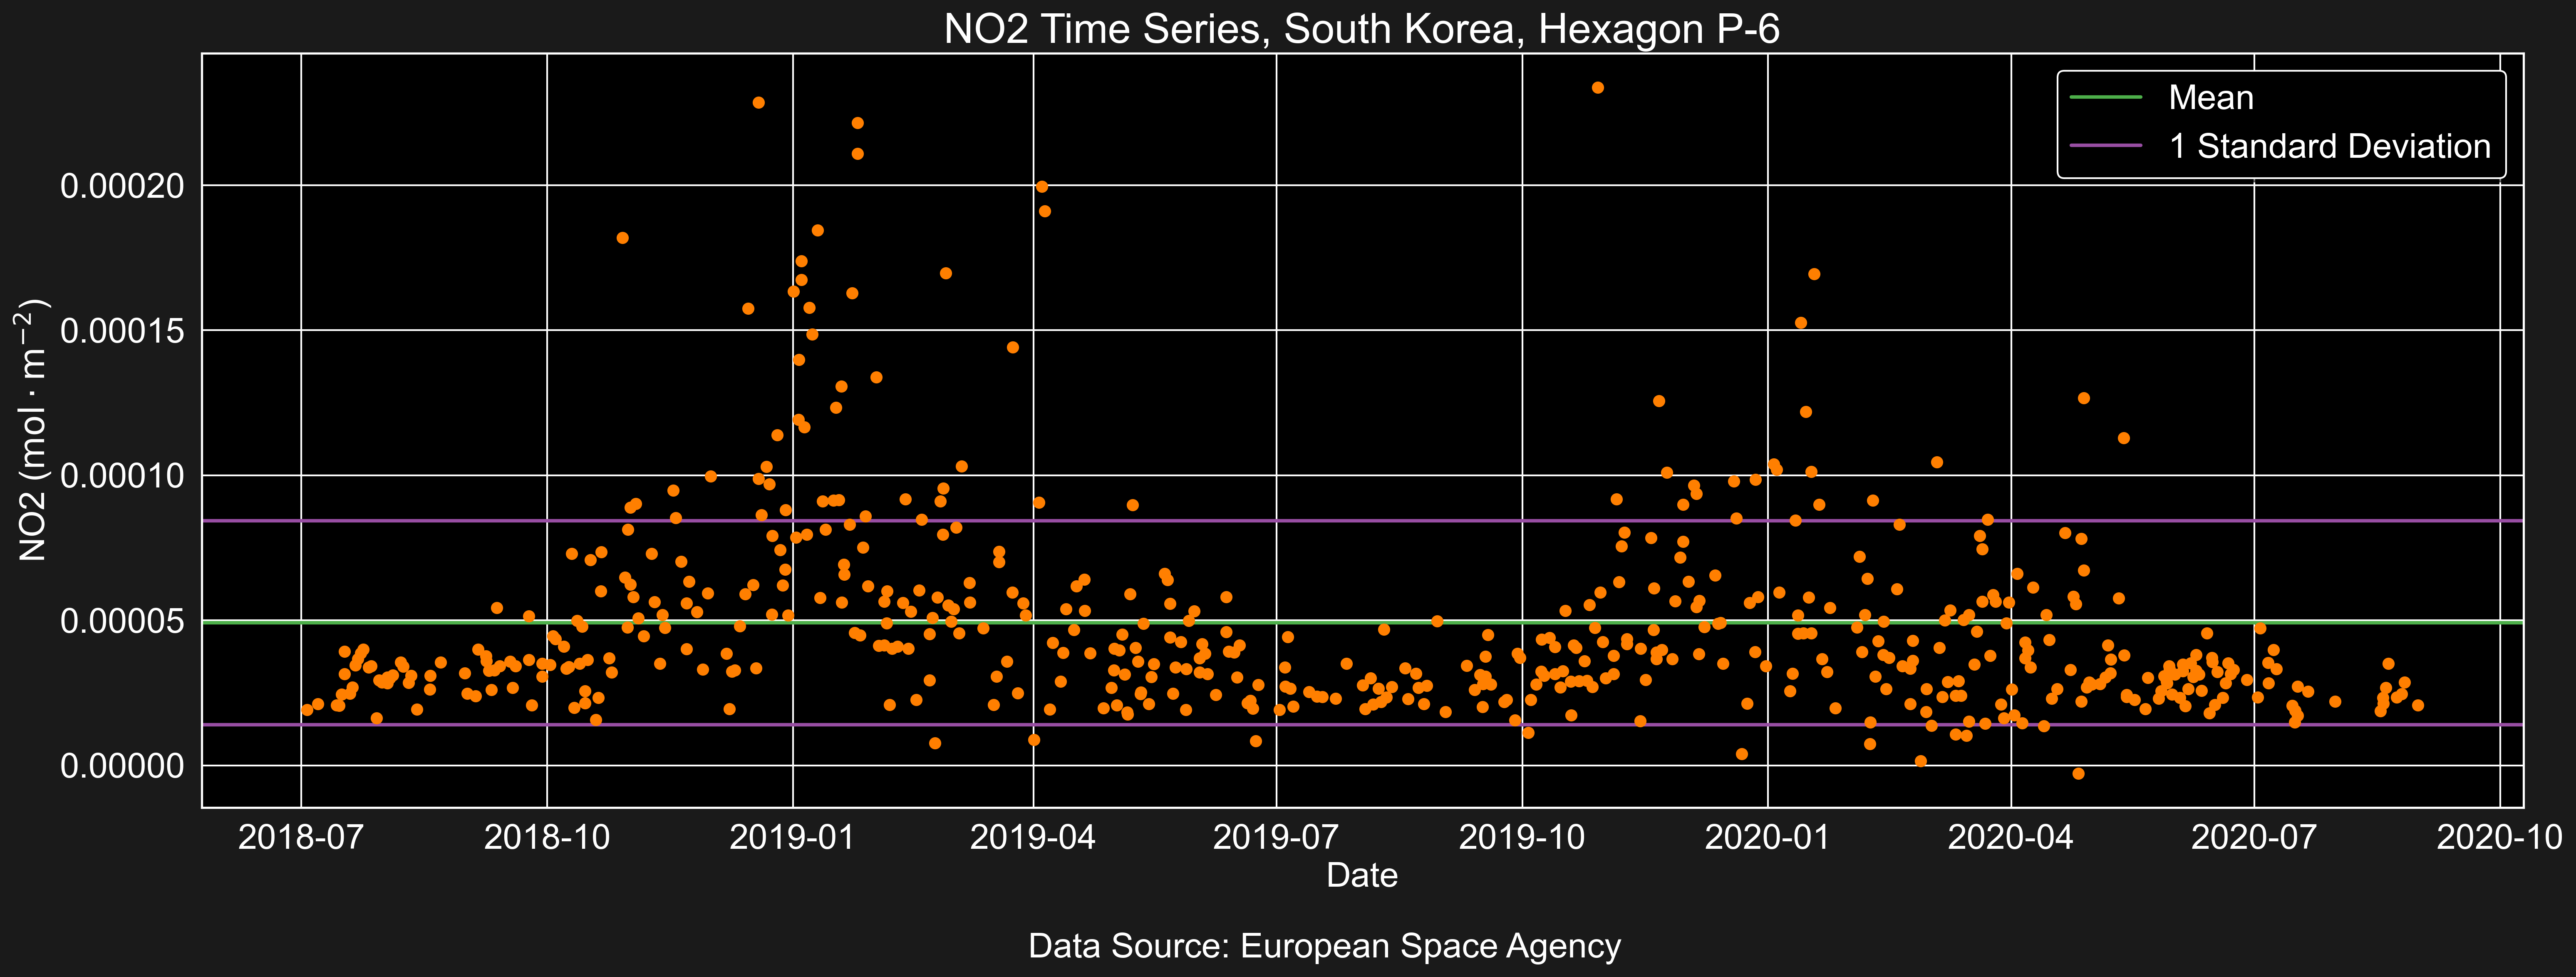 NO2 Time Series, South Korea, Hexagon P-6
Mean
1 Standard Deviation
NO2 (mol · m⁻²)
0.00020
0.00015
0.00010
0.00005
0.00000
2018-07 2018-10 2019-01 2019-04 2019-07 2019-10 2020-01 2020-04 2020-07 2020-10
Date
Data Source: European Space Agency